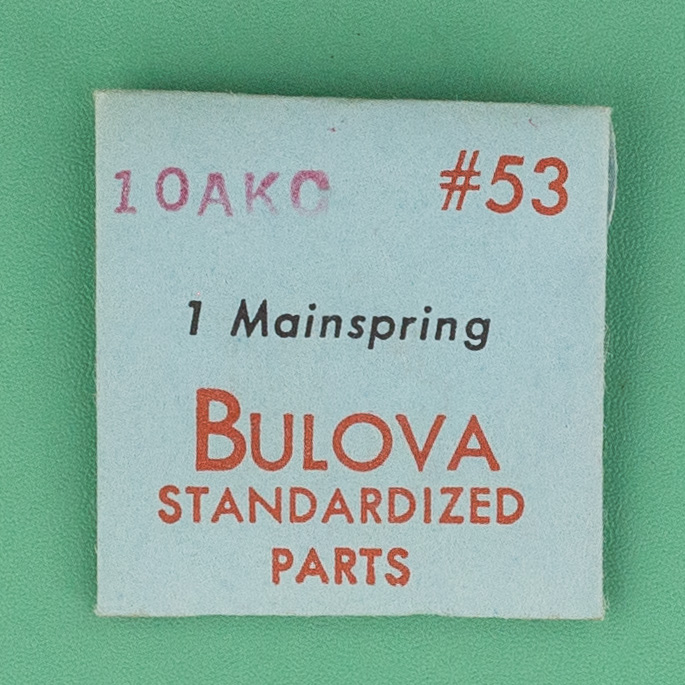 10AKC #53
1 Mainspring
BULOVA
STANDARDIZED
PARTS